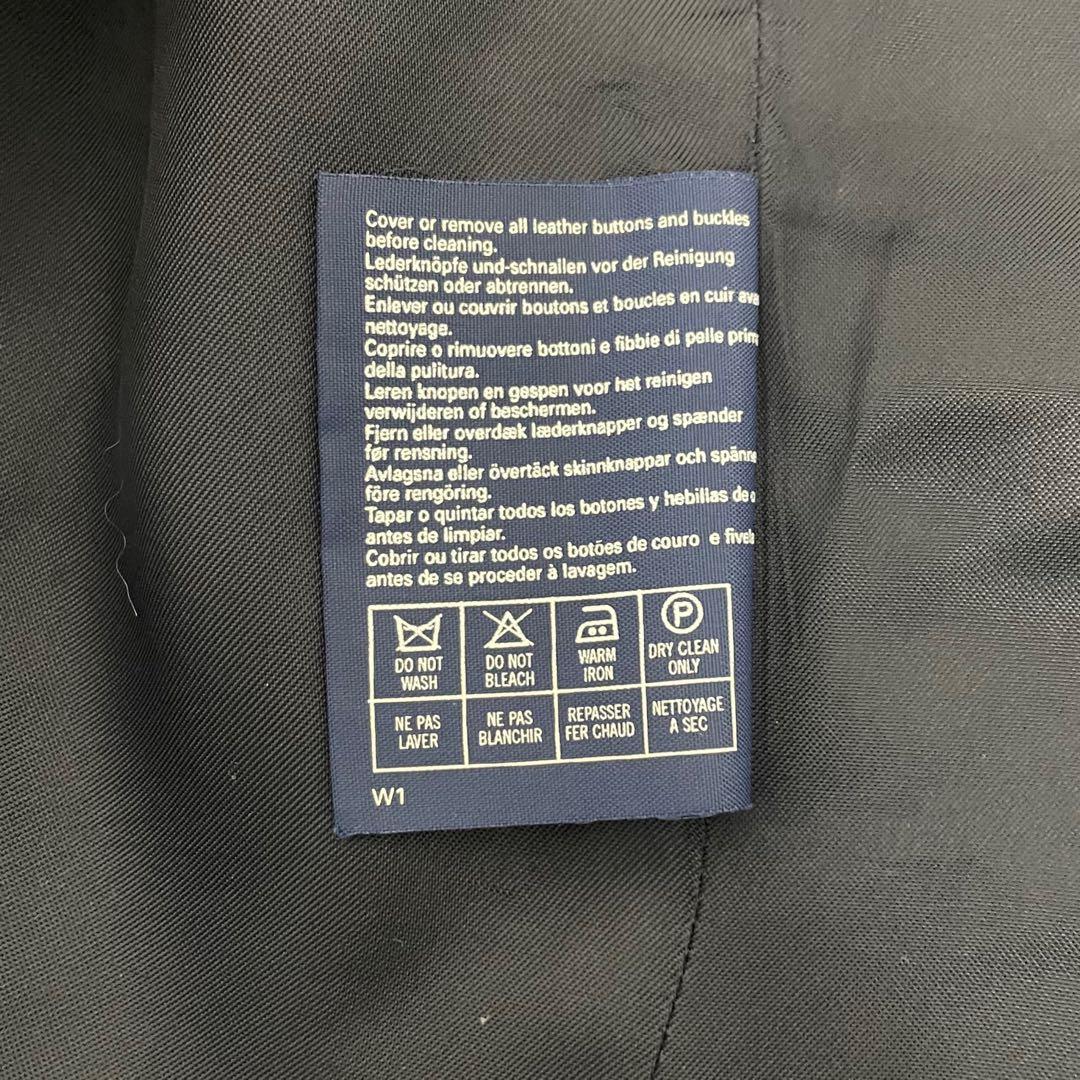 Cover or remove all leather buttons and buckles
before cleaning.
Lederknöpfe und-schnallen vor der Reinigung
schützen oder abtrennen.
Enlever ou couvrir boutons et boucles en cuir
nettoyage.
Coprire o rimuovere bottoni e fibbie di pelle
della pulitura.
Leren knopen en gespen voor het reinigen
verwijderen of beschermen.
Fjern eller overdæk læderknapper og spænder
før rensning.
Avlagsna eller övertäck skinnknappar och
före rengöring.
Tapar o quintar todos los botones y hebillas de
antes de limpiar.
Cobrir ou tirar todos os botões de couro e
antes de se proceder à lavagem.
P
DO NOT WASH
DO NOT BLEACH
WARM IRON
DRY CLEAN ONLY
NE PAS LAVER
NE PAS BLANCHIR
REPASSER FER CHAUD
NETTOYAGE A SEC
W1